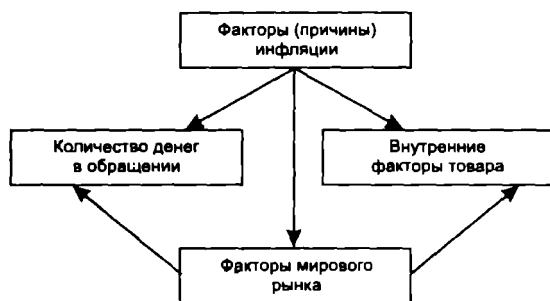 Факторы (причины)
инфляции
Количество денег
в обращении
Внутренние
факторы товара
Факторы мирового
рынка